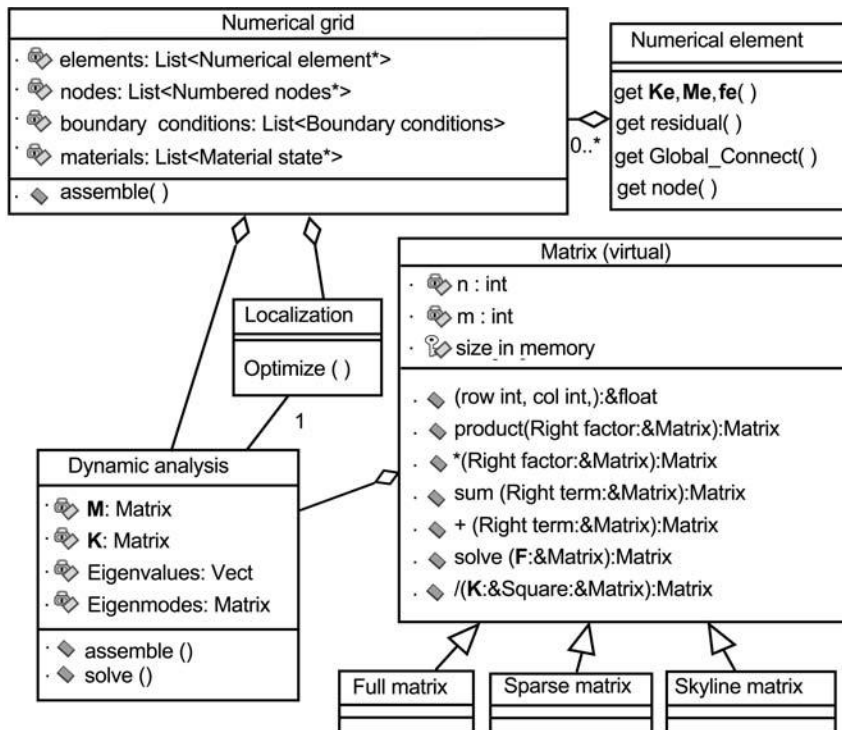 Numerical grid
elements: List<Numerical element*>
nodes: List<Numbered nodes*>
boundary conditions: List<Boundary conditions>
materials: List<Material state*>
assemble( )
Numerical element
get Ke,Me,fe( )
get residual( )
get Global_Connect( )
get node( )
0..*
Localization
Optimize ( )
1
Dynamic analysis
M: Matrix
K: Matrix
Eigenvalues: Vect
Eigenmodes: Matrix
assemble ()
solve ()
Matrix (virtual)
n : int
m : int
size in memory
(row int, col int,):&float
product(Right factor:&Matrix):Matrix
*(Right factor:&Matrix):Matrix
sum (Right term:&Matrix):Matrix
+ (Right term:&Matrix):Matrix
solve (F:&Matrix):Matrix
/(K:&Square:&Matrix):Matrix
Full matrix
Sparse matrix
Skyline matrix